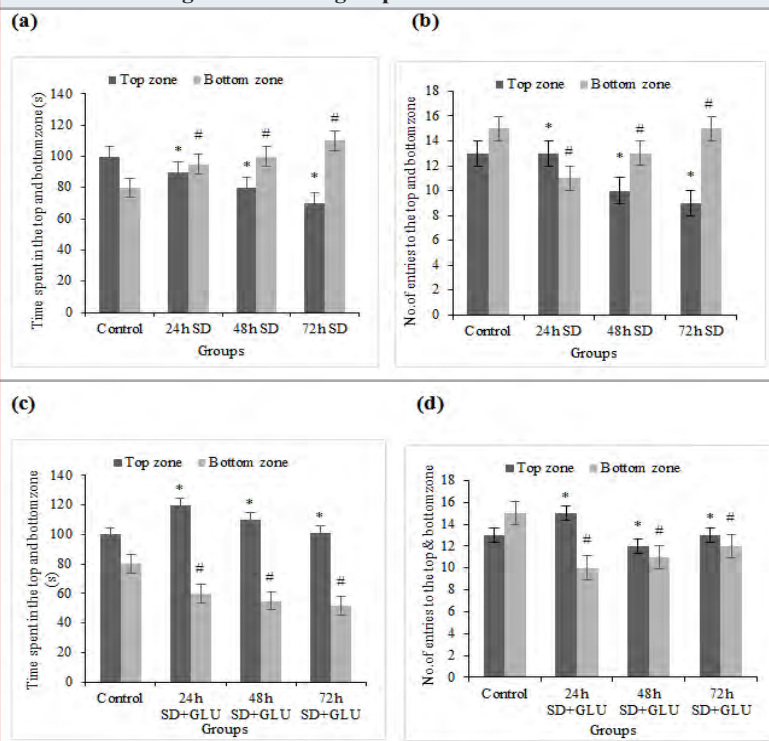 (a)
(b)
Top zone Bottom zone
Time spent in the top and bottom zone (s)
140
120
100
80
60
40
20
0
* # * # * #
Control 24h SD 48h SD 72h SD
Groups
Top zone Bottom zone
No.of entries to the top and bottom zone
18
16
14
12
10
8
6
4
2
0
* # * # * #
Control 24h SD 48h SD 72h SD
Groups
(c)
(d)
Top zone Bottom zone
Time spent in the top and bottom zone
(s)
140
120
100
80
60
40
20
0
* # * # * #
Control 24h 48h 72h
SD+GLU SD+GLU SD+GLU
Groups
Top zone Bottom zone
No.of entries to the top & bottom zone
18
16
14
12
10
8
6
4
2
0
* # * # * #
Control 24h 48h 72h
SD+GLU SD+GLU SD+GLU
Groups